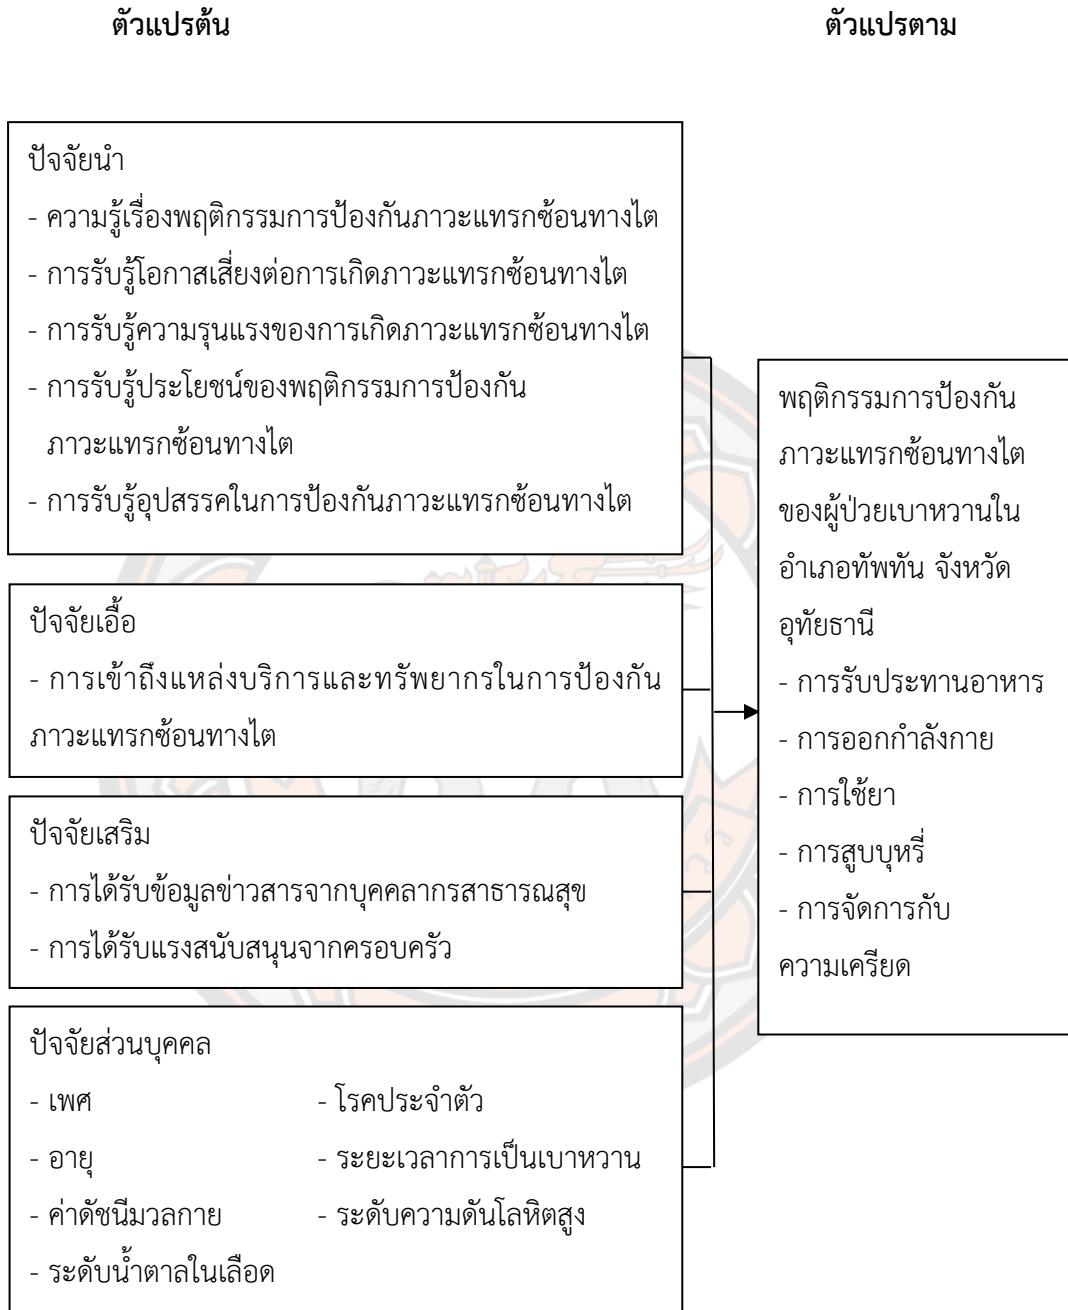 ตัวแปรต้น ตัวแปรตาม
ปัจจัยนำ
- ความรู้เรื่องพฤติกรรมการป้องกันภาวะแทรกซ้อนทางไต
- การรับรู้โอกาสเสี่ยงต่อการเกิดภาวะแทรกซ้อนทางไต
- การรับรู้ความรุนแรงของการเกิดภาวะแทรกซ้อนทางไต
- การรับรู้ประโยชน์ของพฤติกรรมการป้องกัน
ภาวะแทรกซ้อนทางไต
- การรับรู้อุปสรรคในการป้องกันภาวะแทรกซ้อนทางไต
ปัจจัยเอื้อ
- การเข้าถึงแหล่งบริการและทรัพยากรในการป้องกัน
ภาวะแทรกซ้อนทางไต
ปัจจัยเสริม
- การได้รับข้อมูลข่าวสารจากบุคคลากรสาธารณสุข
- การได้รับแรงสนับสนุนจากครอบครัว
ปัจจัยส่วนบุคคล
- เพศ - โรคประจำตัว
- อายุ - ระยะเวลาการเป็นเบาหวาน
- ค่าดัชนีมวลกาย - ระดับความดันโลหิตสูง
- ระดับน้ำตาลในเลือด
พฤติกรรมการป้องกัน
ภาวะแทรกซ้อนทางไต
ของผู้ป่วยเบาหวานใน
อำเภอทัพทัน จังหวัด
อุทัยธานี
- การรับประทานอาหาร
- การออกกำลังกาย
- การใช้ยา
- การสูบบุหรี่
- การจัดการกับ
ความเครียด